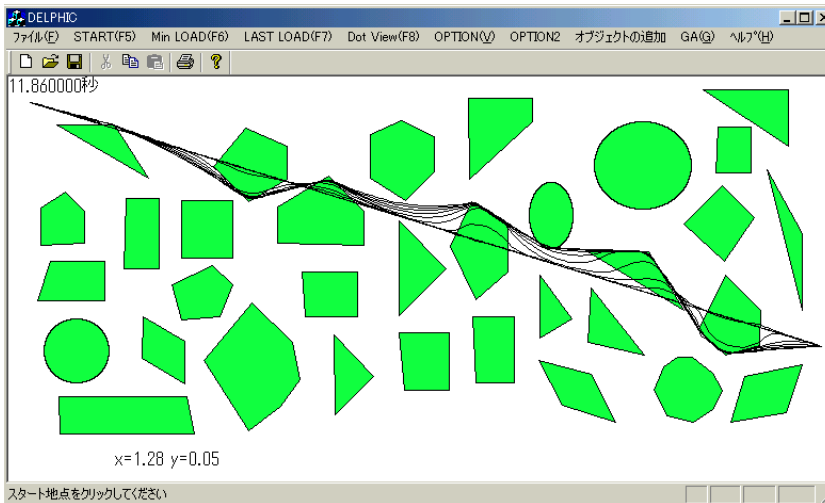 DELPHIC
ファイル(F) START(F5) Min LOAD(F6) LAST LOAD(F7) Dot View(F8) OPTION(V) OPTION2 オブジェクトの追加 GA(G) ヘルプ(H)
11.860000秒
x=1.28 y=0.05
スタート地点をクリックしてください